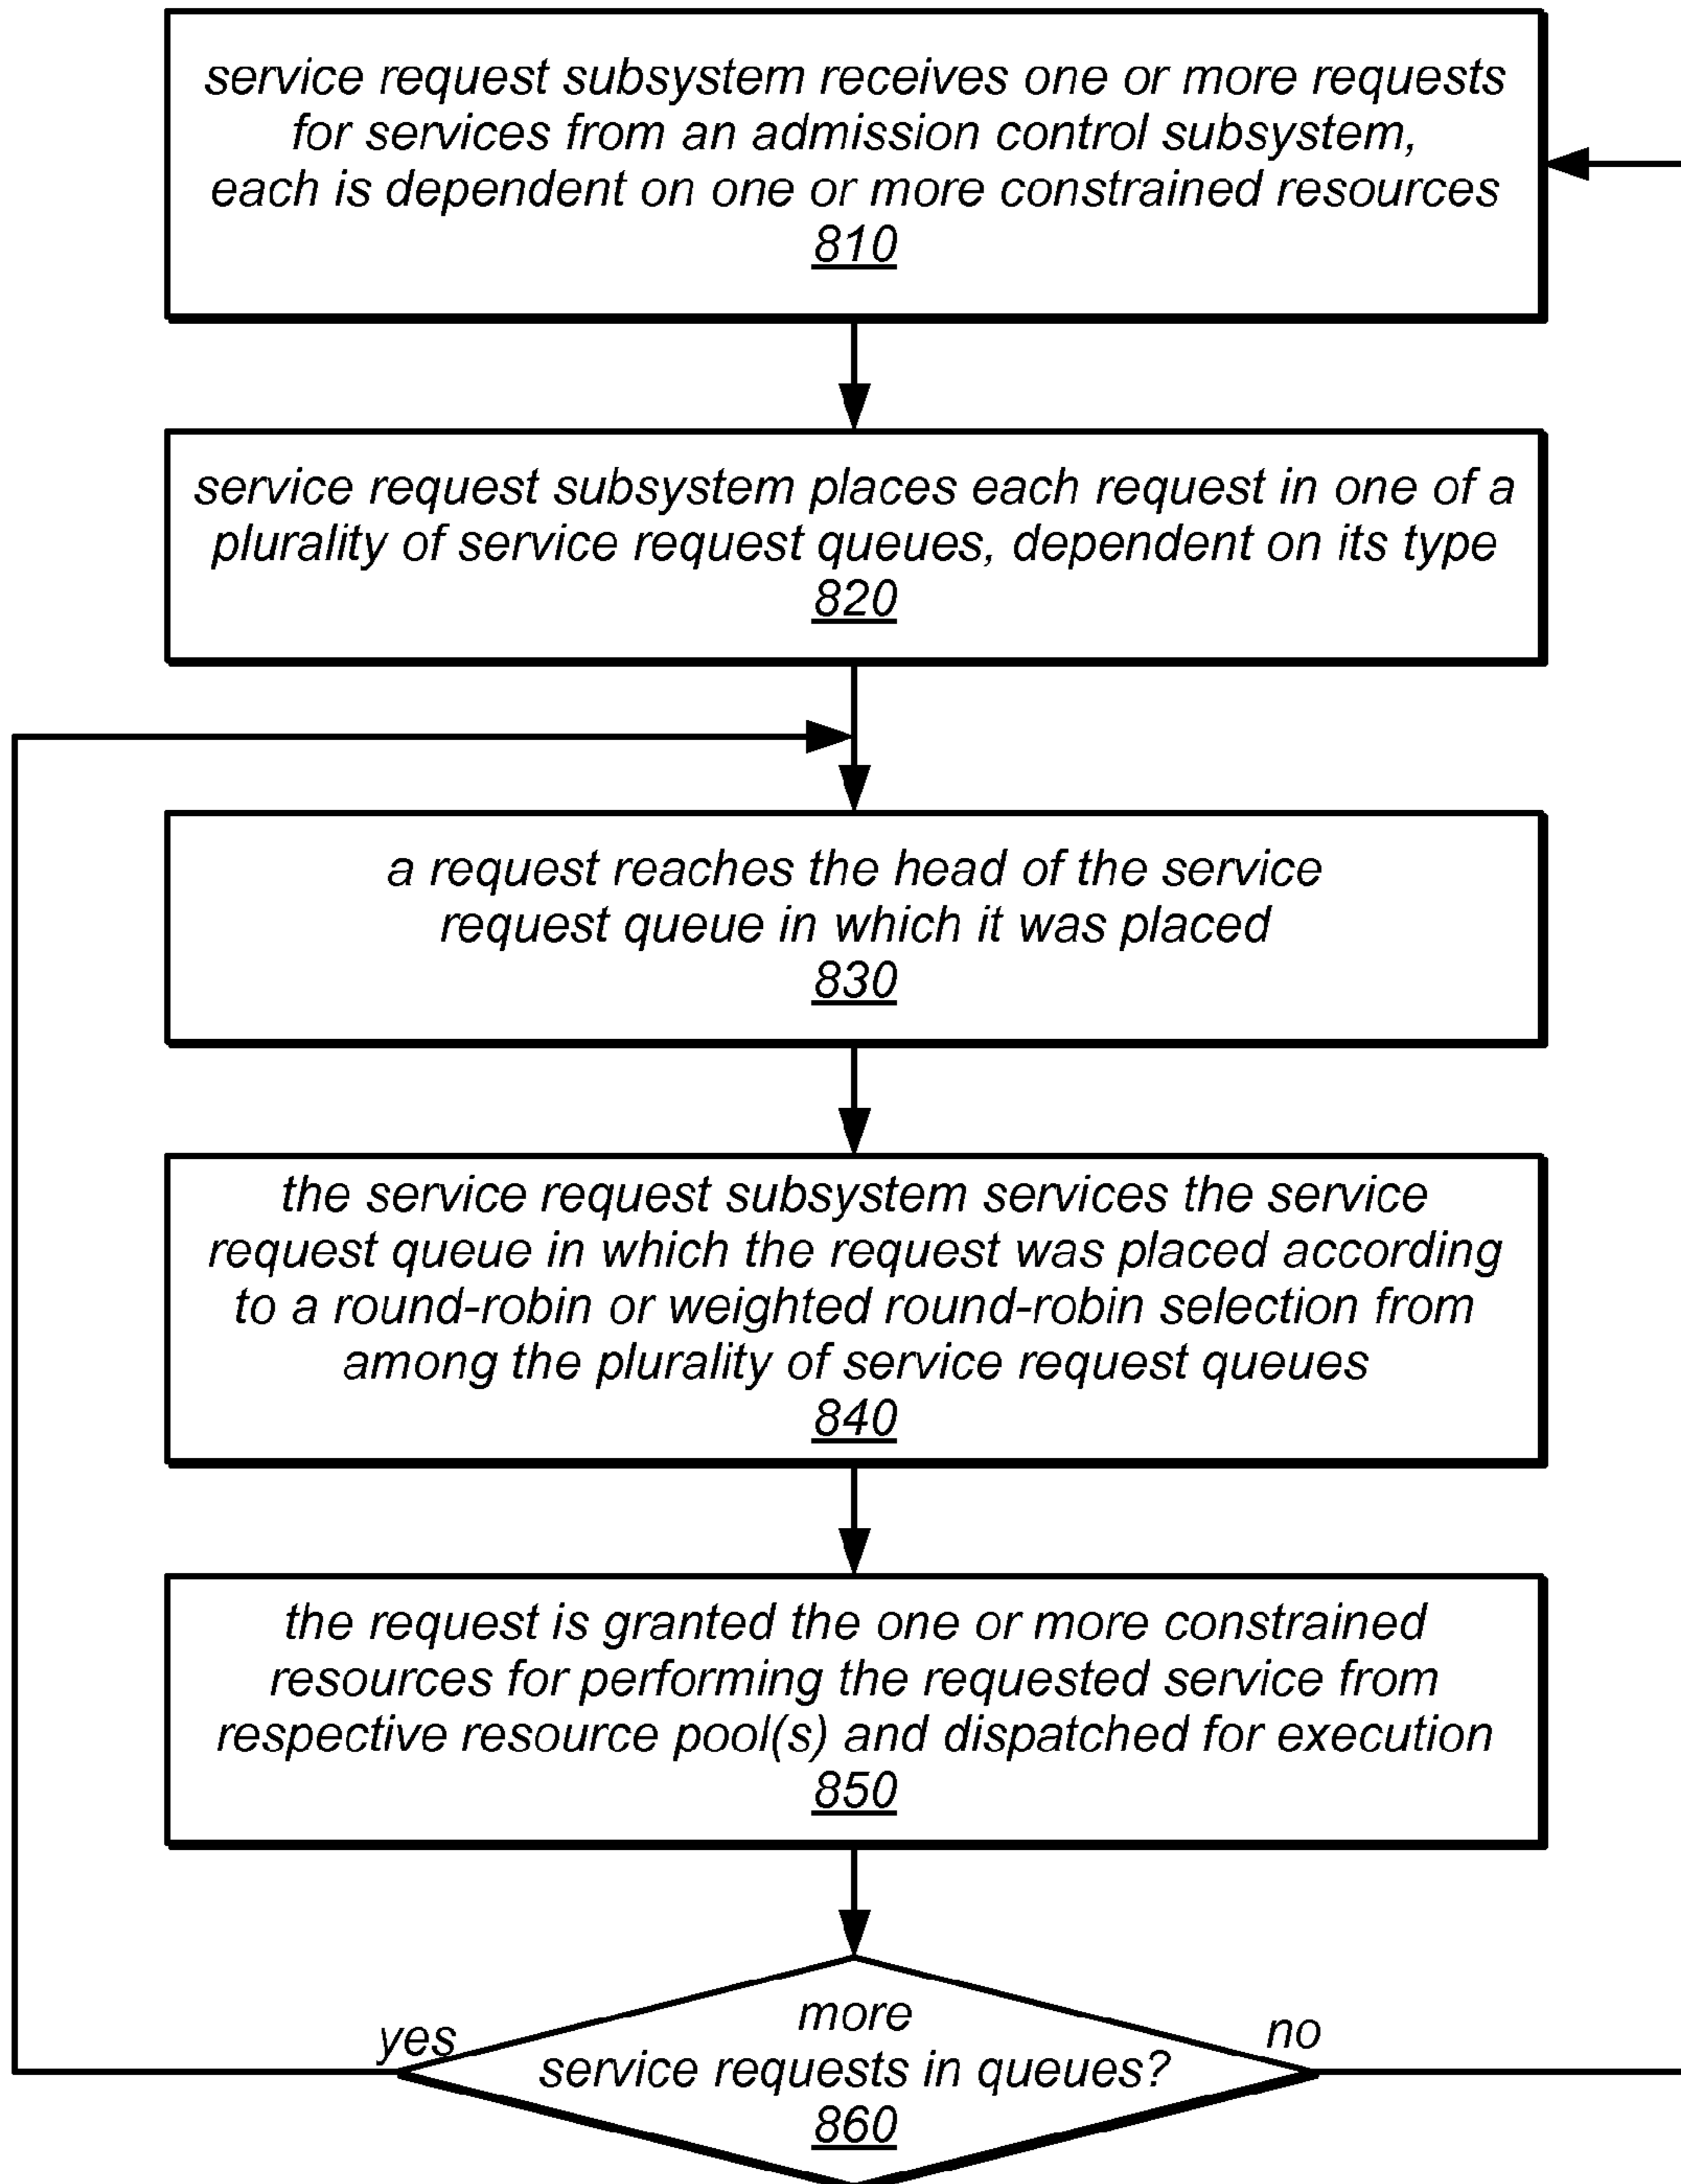 service request subsystem receives one or more requests
for services from an admission control subsystem,
each is dependent on one or more constrained resources
810
service request subsystem places each request in one of a
plurality of service request queues, dependent on its type
820
a request reaches the head of the service
request queue in which it was placed
830
the service request subsystem services the service
request queue in which the request was placed according
to a round-robin or weighted round-robin selection from
among the plurality of service request queues
840
the request is granted the one or more constrained
resources for performing the requested service from
respective resource pool(s) and dispatched for execution
850
yes
more
no
service requests in queues?
860